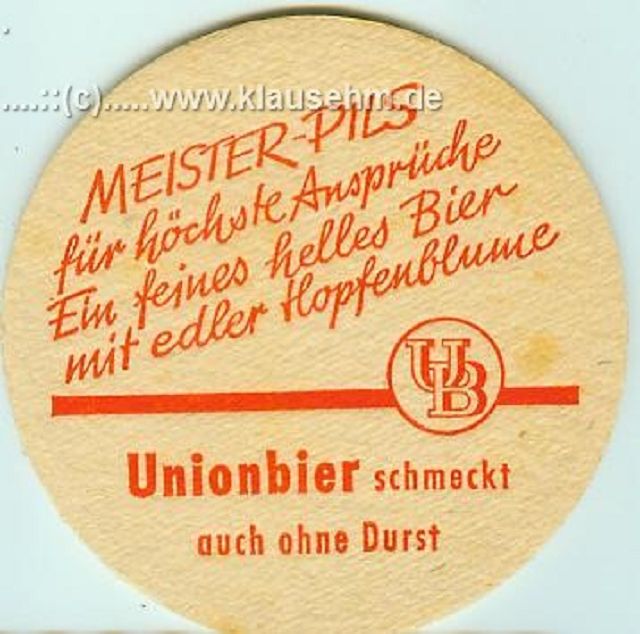 ....::(c).....www.klausehm.de
MEISTER-PILS
für höchste Ansprüche
Ein feines helles Bier
mit edler Hopfenblume
UB
Unionbier schmeckt
auch ohne Durst